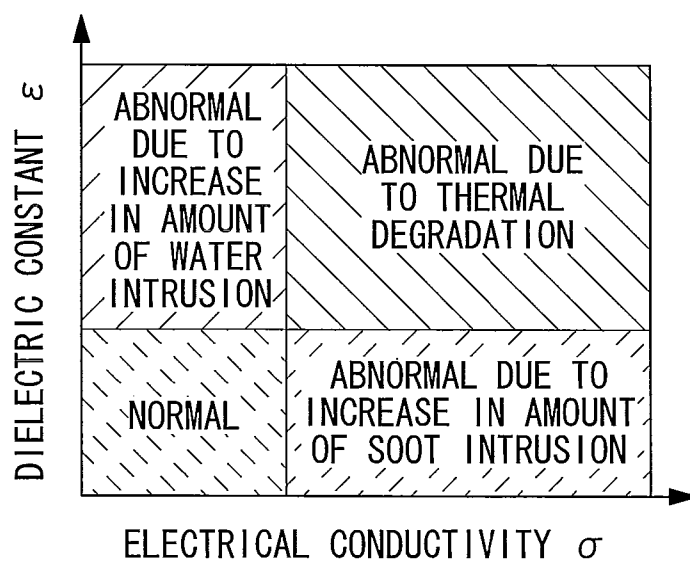 DIELECTRIC CONSTANT ε
ABNORMAL
DUE TO
INCREASE
IN AMOUNT
OF WATER
INTRUSION
ABNORMAL DUE
TO THERMAL
DEGRADATION
NORMAL
ABNORMAL DUE TO
INCREASE IN AMOUNT
OF SOOT INTRUSION
ELECTRICAL CONDUCTIVITY σ